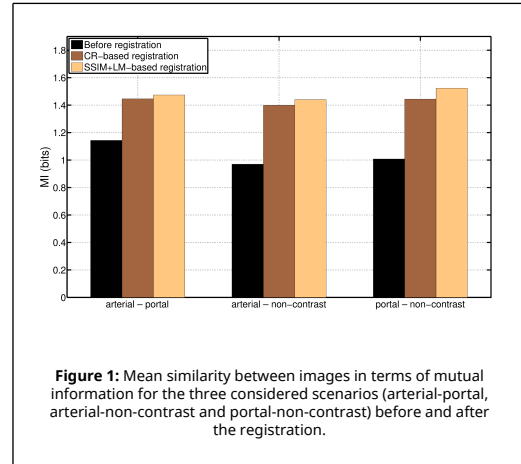 1.8
1.6
1.4
1.2
1
0.8
0.6
0.4
0.2
0
MI (bits)
Before registration
CR−based registration
SSIM+LM−based registration
arterial − portal
arterial − non−contrast
portal − non−contrast
Figure 1: Mean similarity between images in terms of mutual
information for the three considered scenarios (arterial-portal,
arterial-non-contrast and portal-non-contrast) before and after
the registration.